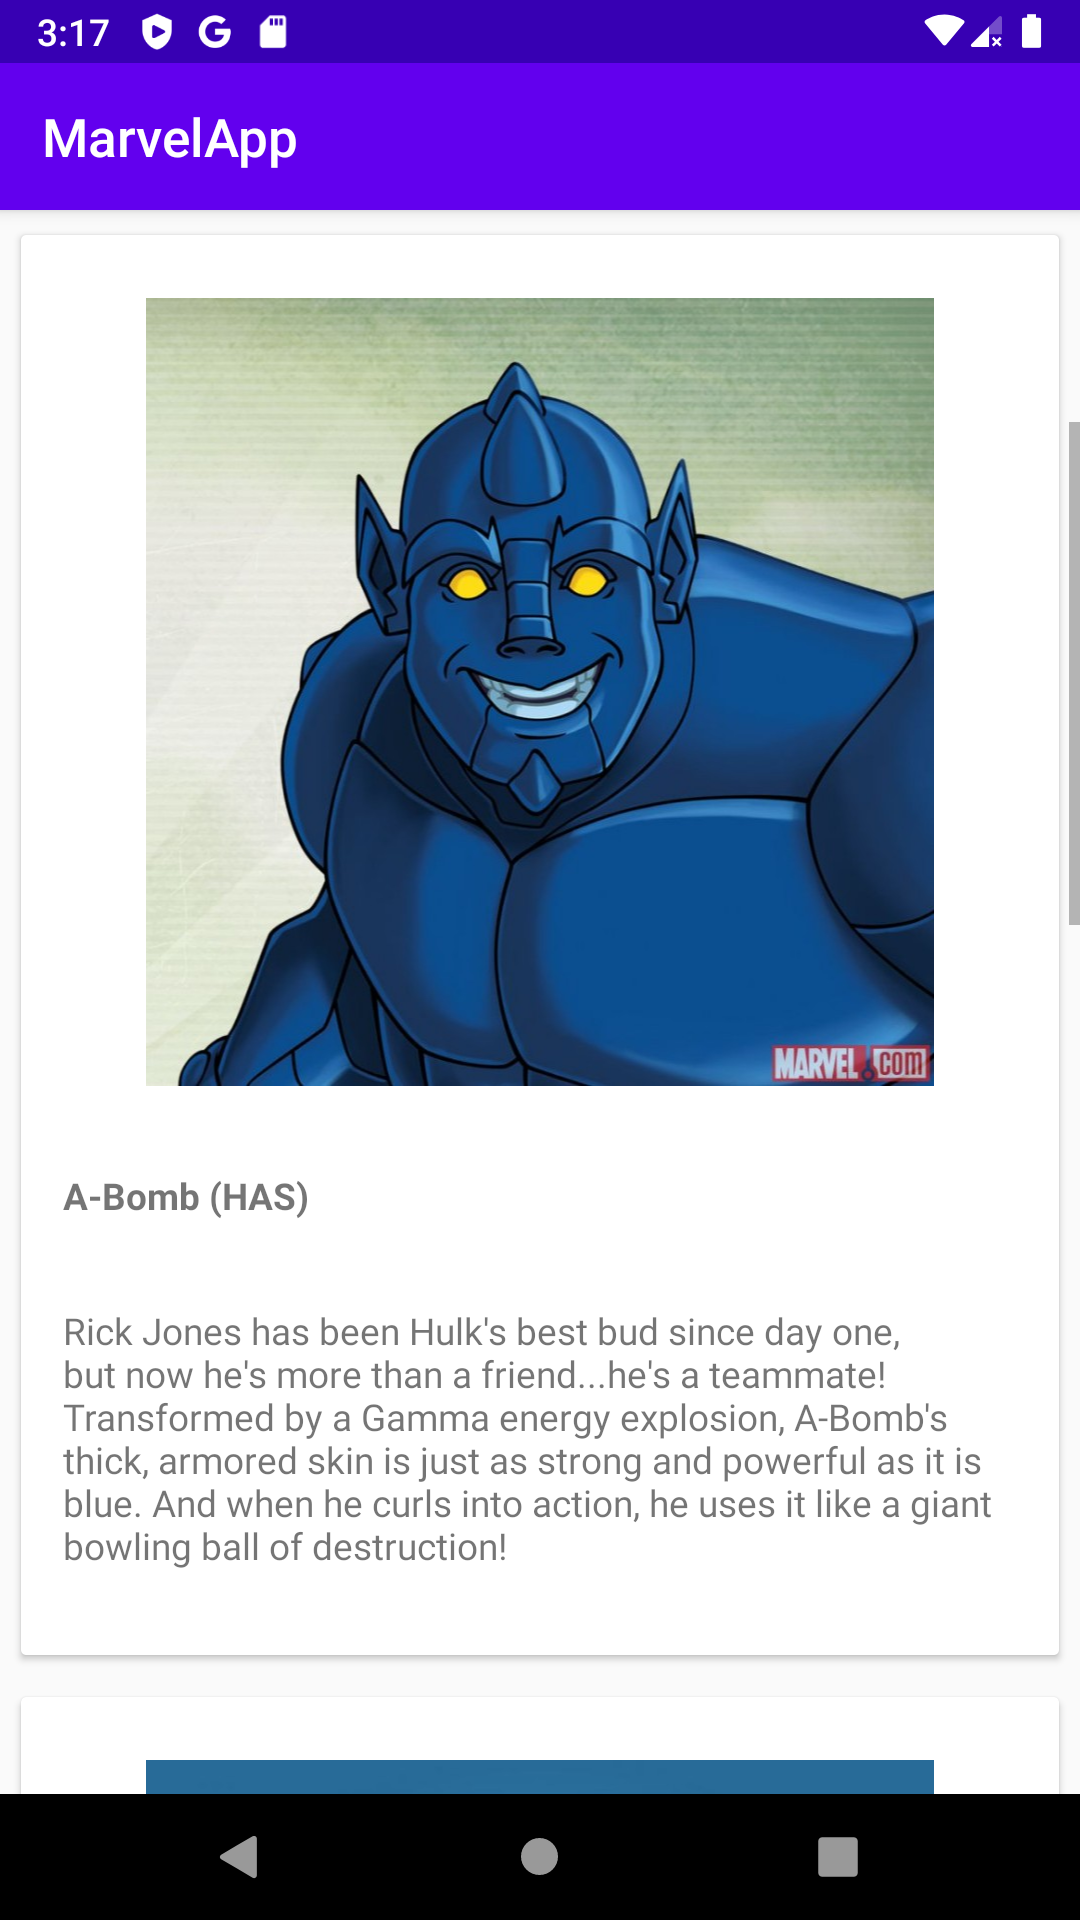 3:17
MarvelApp
MARVEL.com
A-Bomb (HAS)
Rick Jones has been Hulk's best bud since day one,
but now he's more than a friend...he's a teammate!
Transformed by a Gamma energy explosion, A-Bomb's
thick, armored skin is just as strong and powerful as it is
blue. And when he curls into action, he uses it like a giant
bowling ball of destruction!